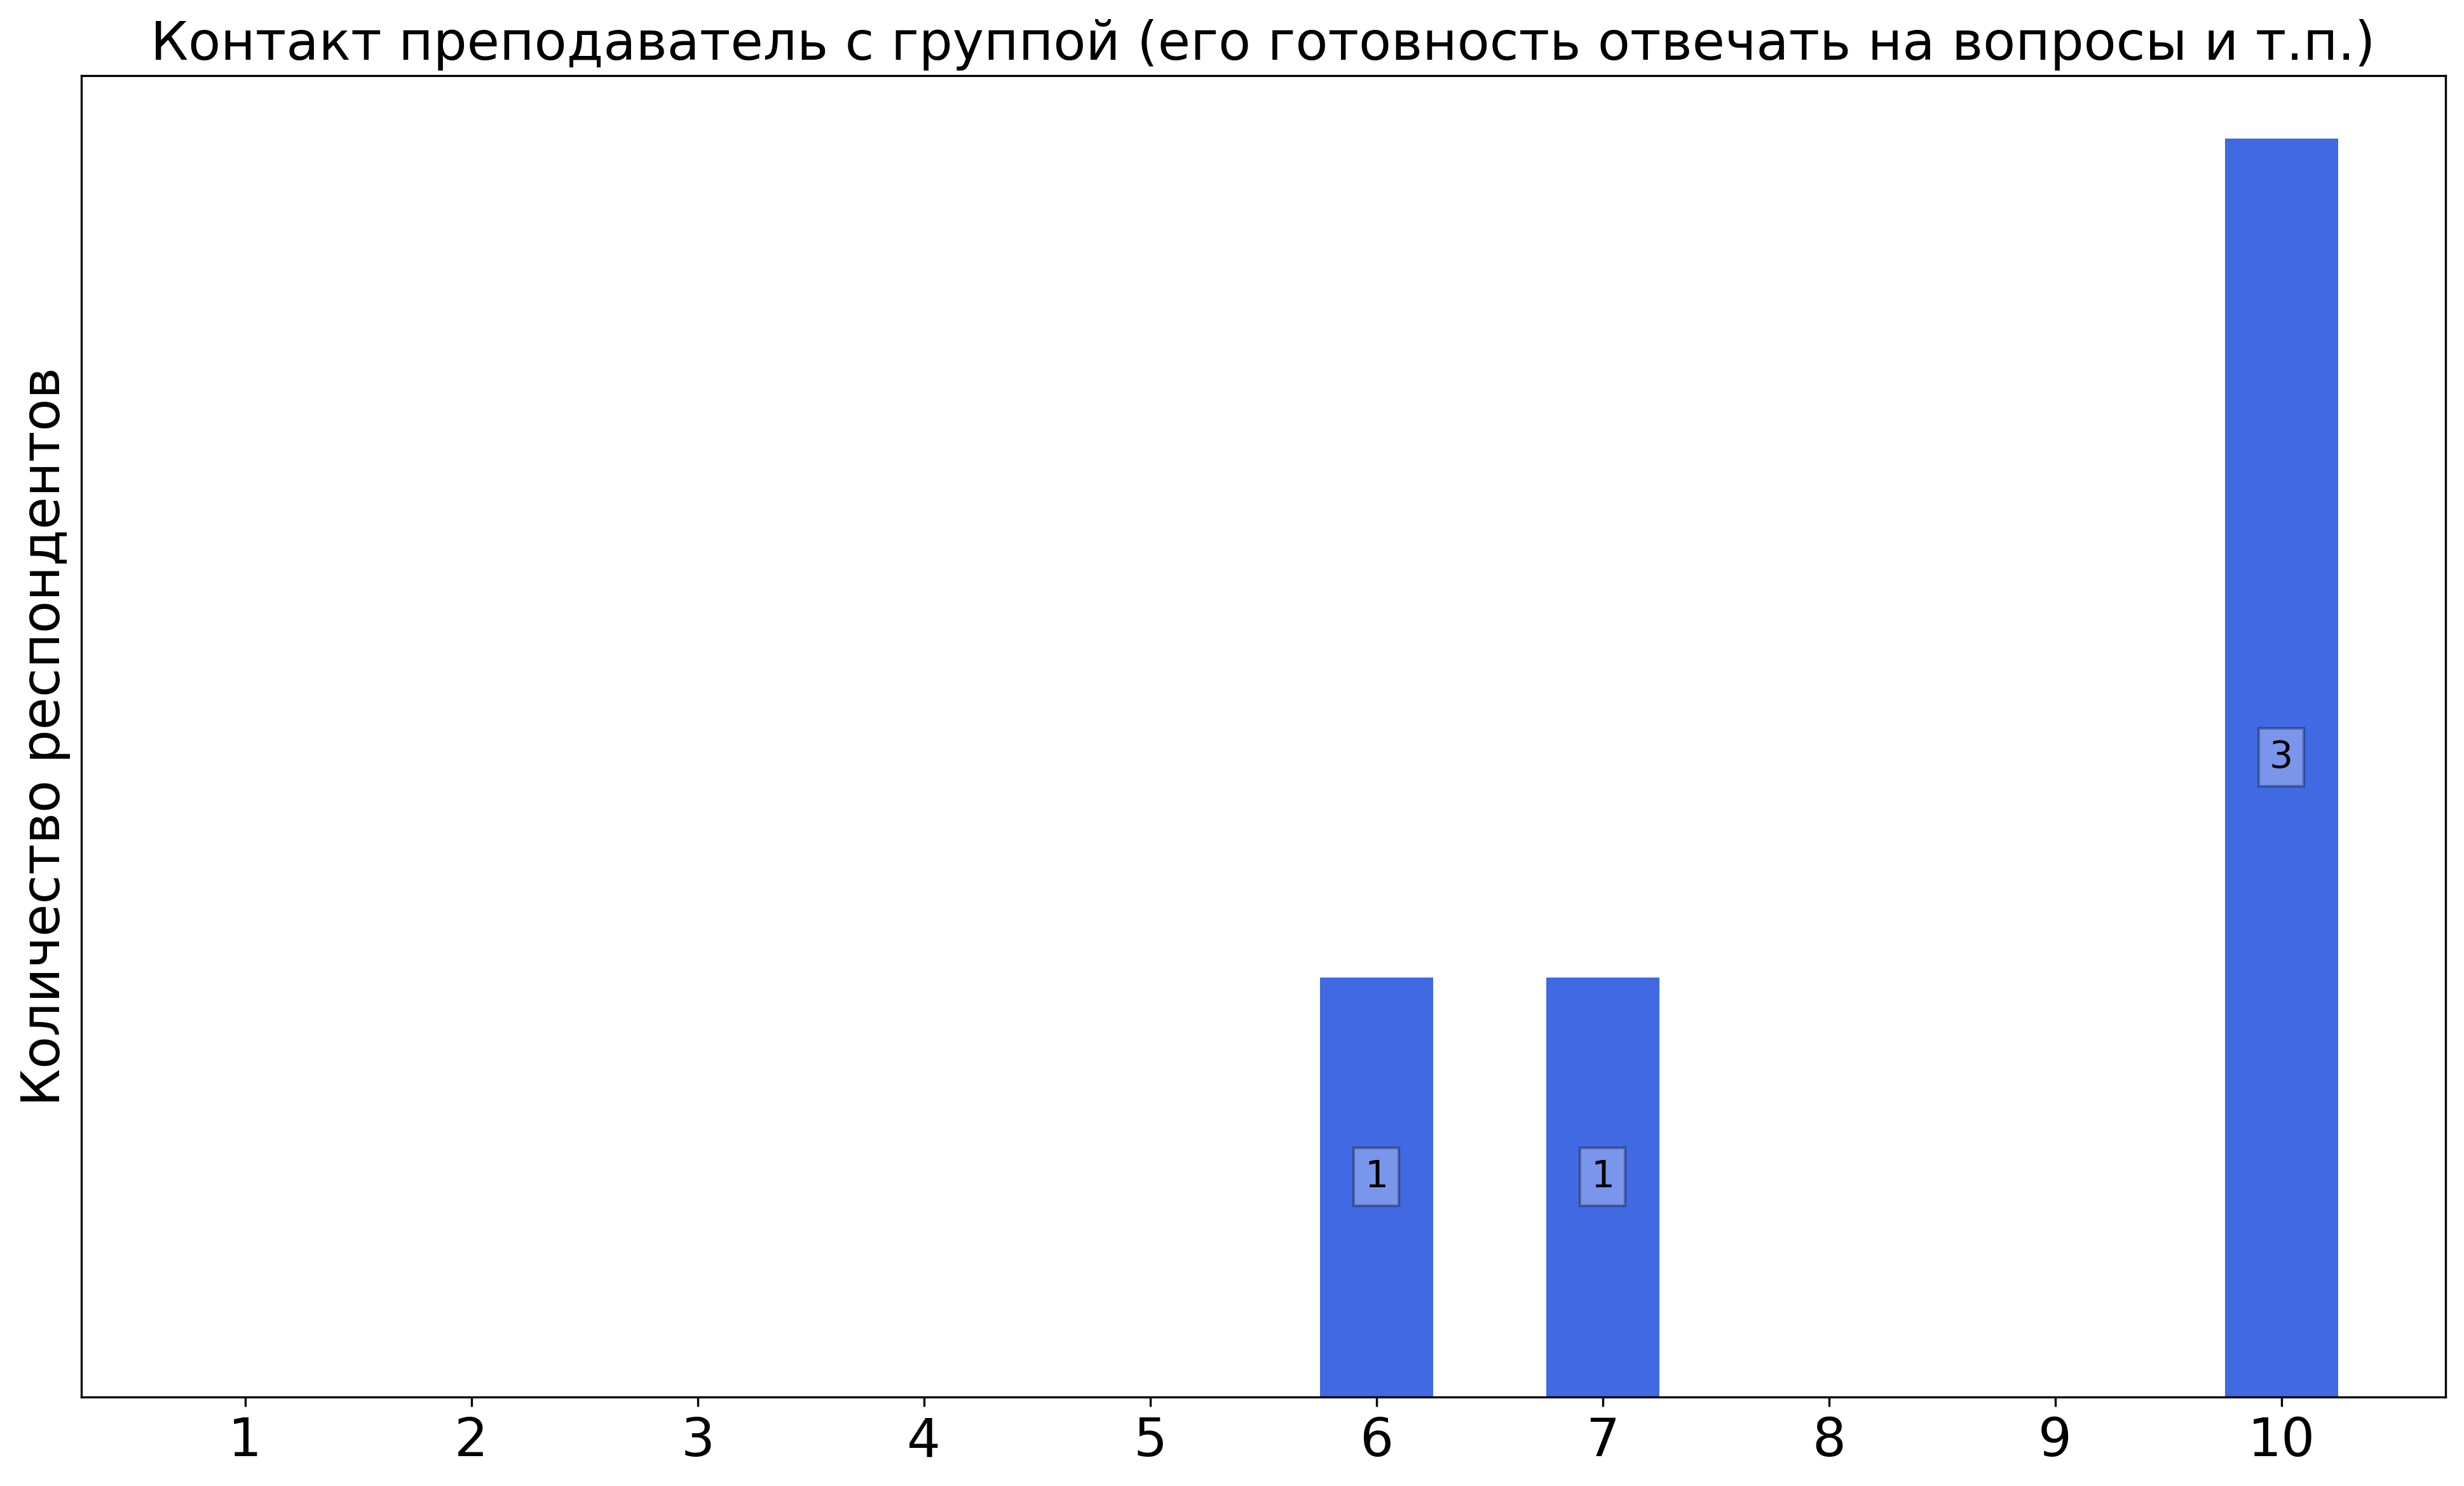 Контакт преподаватель с группой (его готовность отвечать на вопросы и т.п.)
Количество респондентов
3
1 1
1 2 3 4 5 6 7 8 9 10